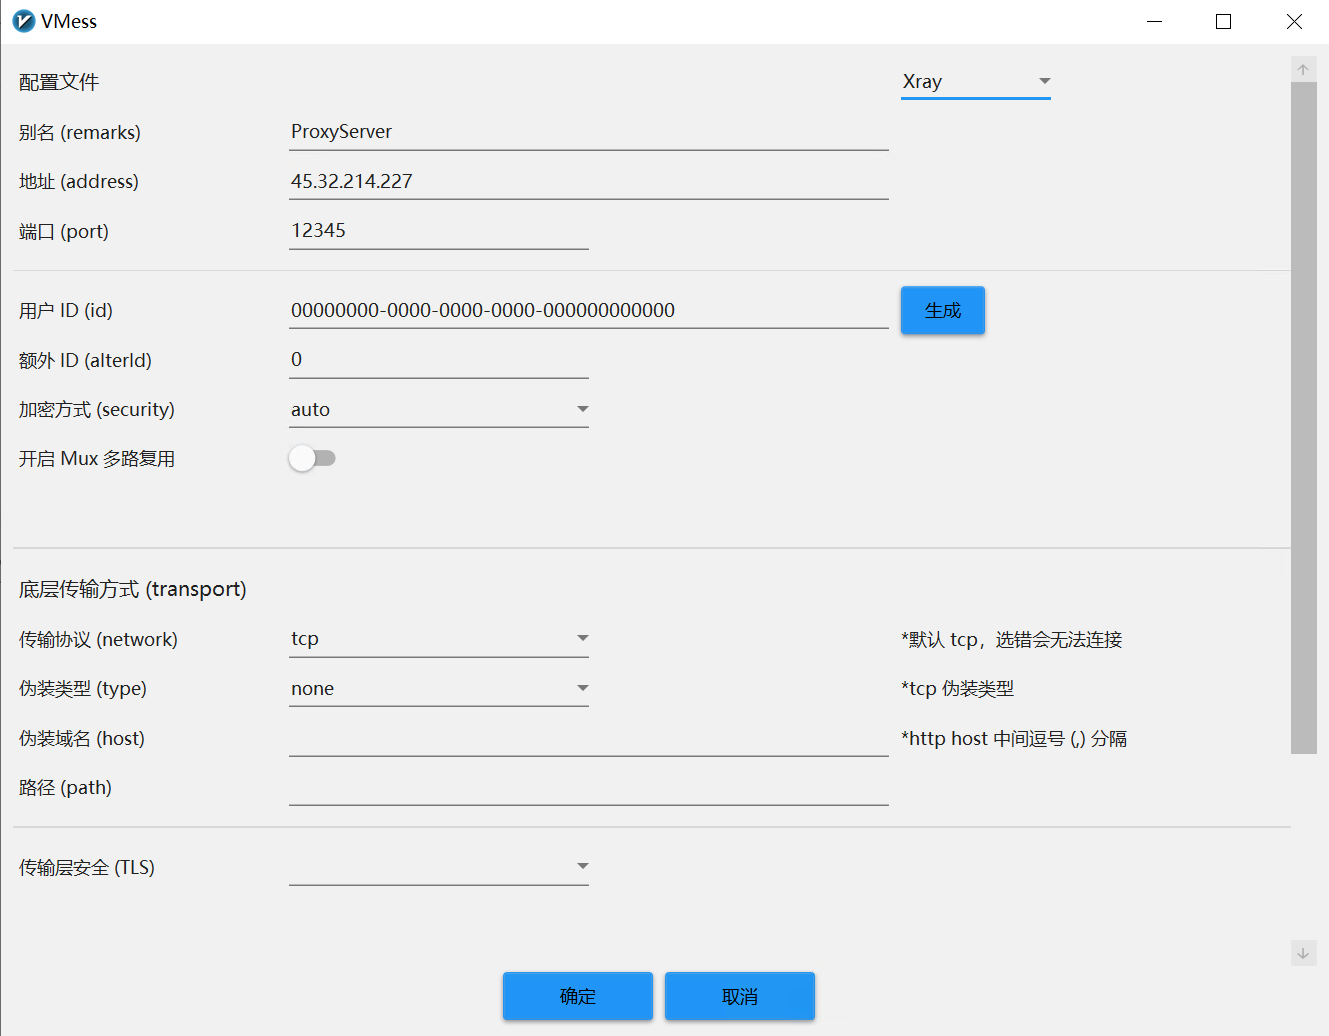 VMess
配置文件 Xray
别名 (remarks) ProxyServer
地址 (address) 45.32.214.227
端口 (port) 12345
用户 ID (id) 00000000-0000-0000-0000-000000000000 生成
额外 ID (alterId) 0
加密方式 (security) auto
开启 Mux 多路复用
底层传输方式 (transport)
传输协议 (network) tcp *默认 tcp，选错会无法连接
伪装类型 (type) none *tcp 伪装类型
伪装域名 (host) *http host 中间逗号 (,) 分隔
路径 (path)
传输层安全 (TLS)
确定 取消